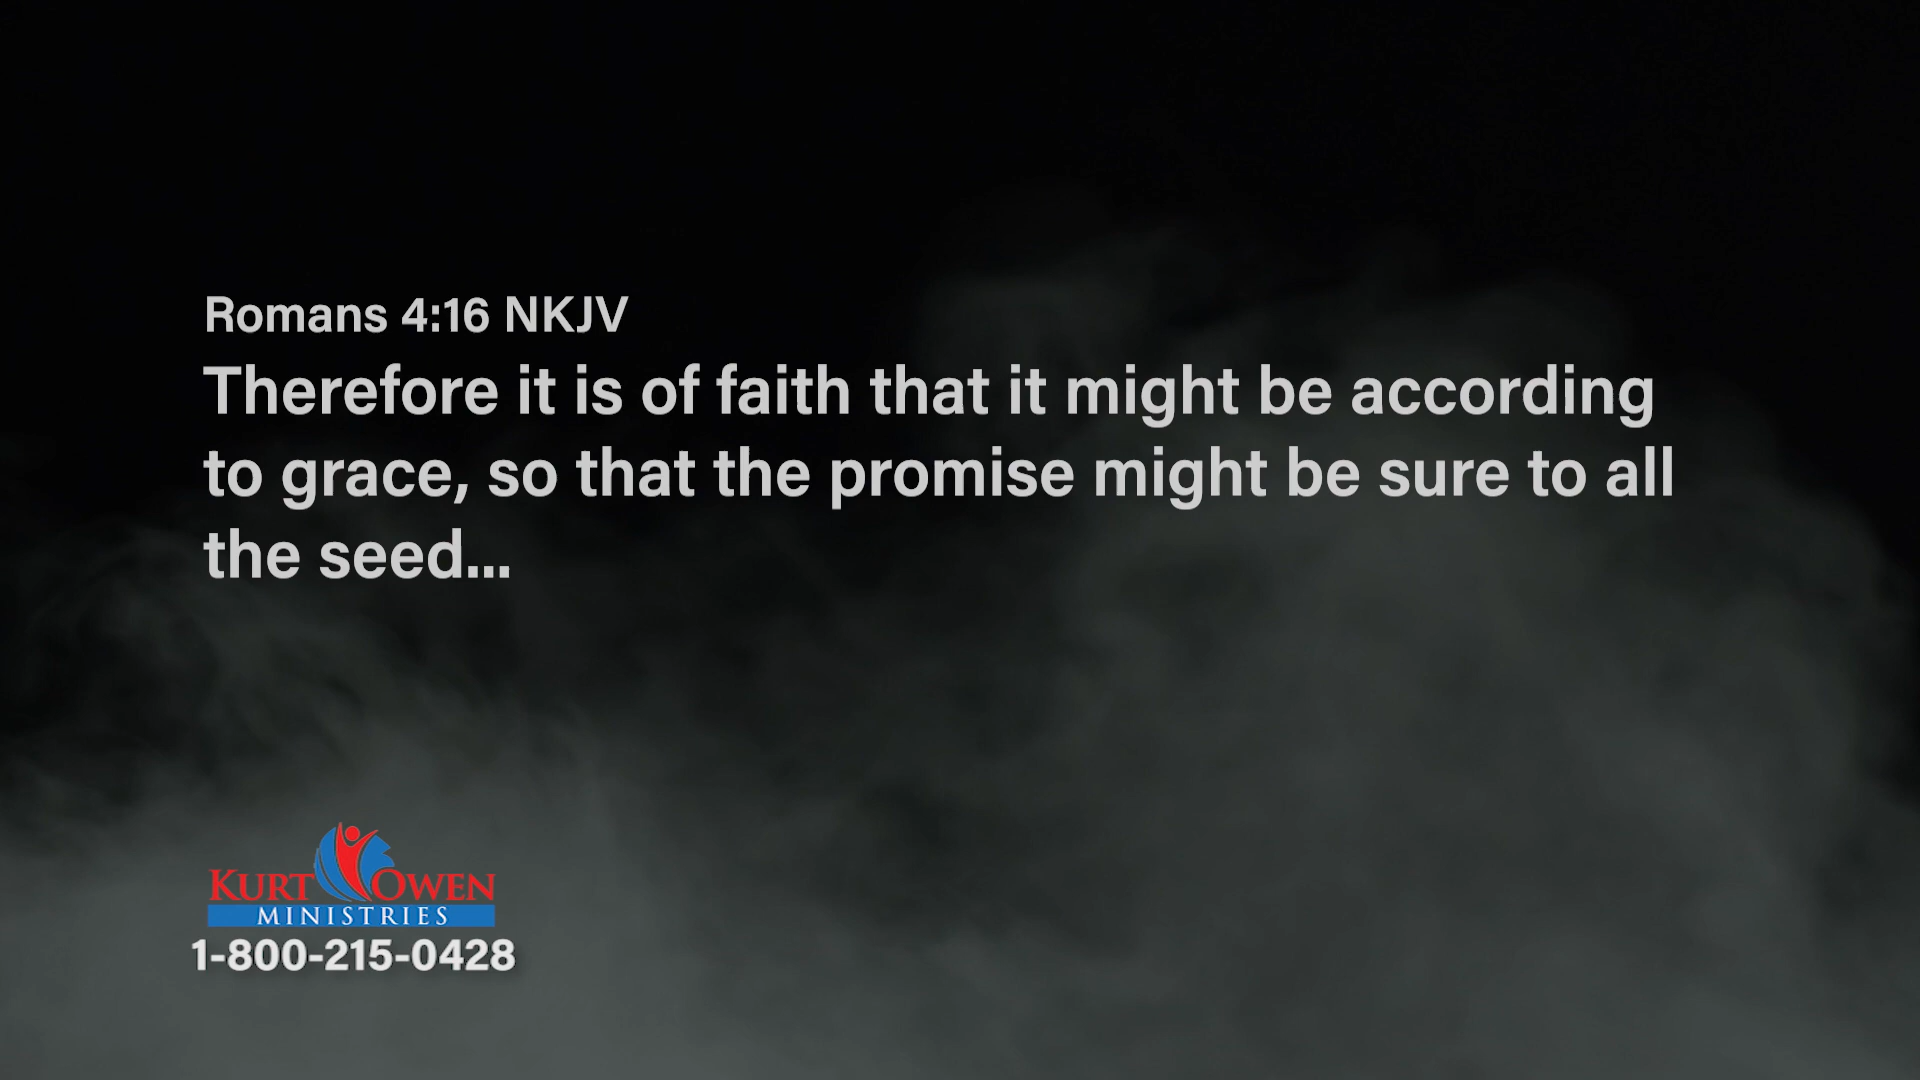 Romans 4:16 NKJV
Therefore it is of faith that it might be according
to grace, so that the promise might be sure to all
the seed...
KURT OWEN
MINISTRIES
1-800-215-0428